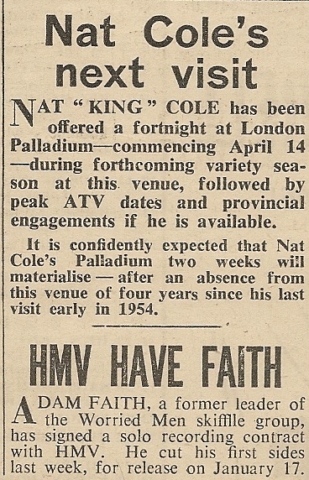 Nat Cole's
next visit
NAT "KING" COLE has been
offered a fortnight at London
Palladium—commencing April 14
—during forthcoming variety sea-
son at this venue, followed by
peak ATV dates and provincial
engagements if he is available.
It is confidently expected that Nat
Cole's Palladium two weeks will
materialise — after an absence from
this venue of four years since his last
visit early in 1954.
HMV HAVE FAITH
ADAM FAITH, a former leader of
the Worried Men skiffle group,
has signed a solo recording contract
with HMV. He cut his first sides
last week, for release on January 17.